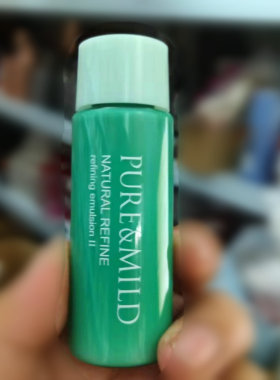 PURE&MILD
NATURAL REFINE
refining emulsion II